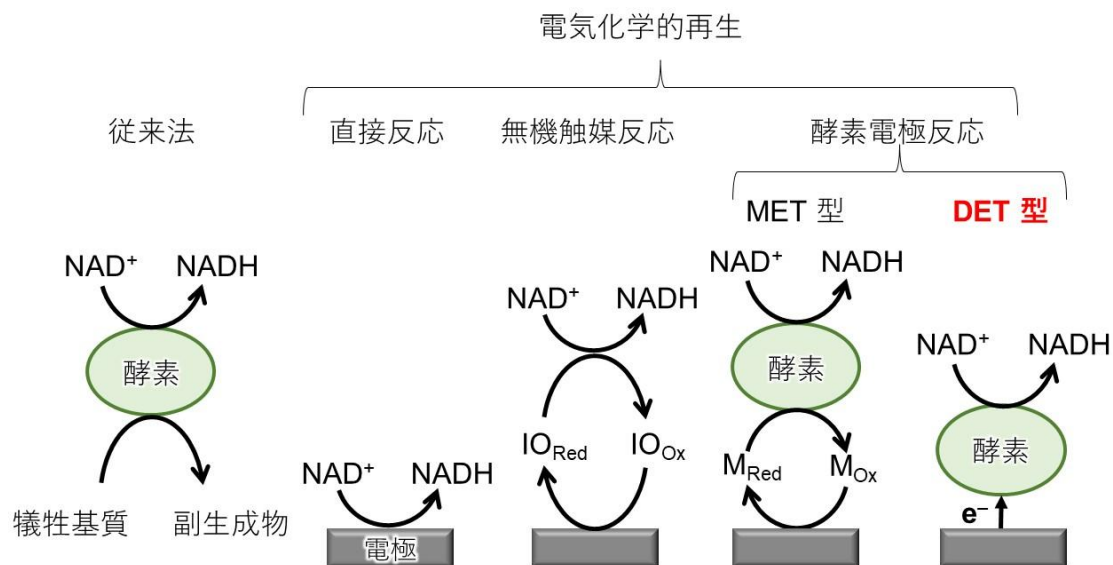 電気化学的再生
従来法
直接反応
無機触媒反応
酵素電極反応
MET 型
DET 型
NAD⁺
NADH
酵素
犠牲基質
副生成物
NAD⁺
NADH
電極
NAD⁺
NADH
IORed
IOOx
NAD⁺
NADH
酵素
MRed
MOx
NAD⁺
NADH
酵素
e⁻